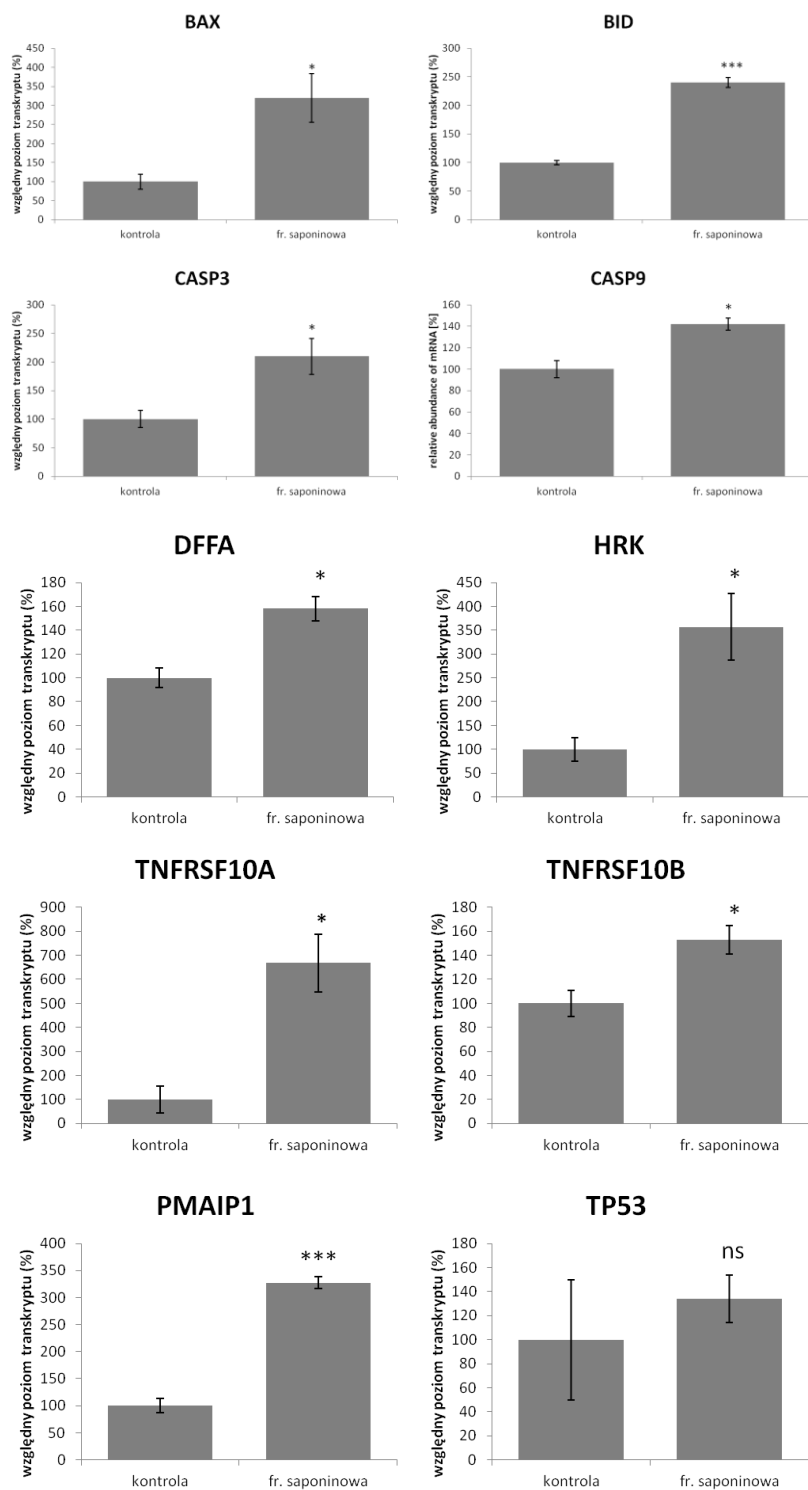 BAX
względny poziom transkryptu (%)
450
400
350
300
250
200
150
100
50
0
*
kontrola
fr. saponinowa
BID
względny poziom transkryptu (%)
300
250
200
150
100
50
0
***
kontrola
fr. saponinowa
CASP3
względny poziom transkryptu (%)
300
250
200
150
100
50
0
*
kontrola
fr. saponinowa
CASP9
relative abundance of mRNA [%]
160
140
120
100
80
60
40
20
0
*
kontrola
fr. saponinowa
DFFA
względny poziom transkryptu (%)
180
160
140
120
100
80
60
40
20
0
*
kontrola
fr. saponinowa
HRK
względny poziom transkryptu (%)
450
400
350
300
250
200
150
100
50
0
*
kontrola
fr. saponinowa
TNFRSF10A
względny poziom transkryptu (%)
900
800
700
600
500
400
300
200
100
0
*
kontrola
fr. saponinowa
TNFRSF10B
względny poziom transkryptu (%)
180
160
140
120
100
80
60
40
20
0
*
kontrola
fr. saponinowa
PMAIP1
względny poziom transkryptu (%)
400
350
300
250
200
150
100
50
0
***
kontrola
fr. saponinowa
TP53
względny poziom transkryptu (%)
180
160
140
120
100
80
60
40
20
0
ns
kontrola
fr. saponinowa